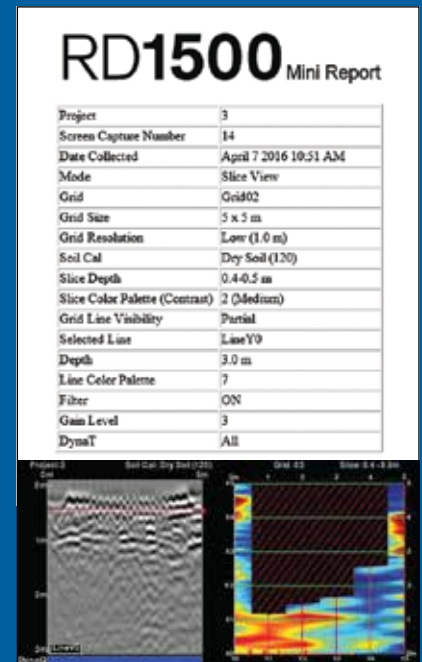 RD1500 Mini Report
Project 3
Screen Capture Number 14
Date Collected April 7 2016 10:51 AM
Mode Slice View
Grid Grid02
Grid Size 5 x 5 m
Grid Resolution Low (1.0 m)
Soil Cal Dry Soil (120)
Slice Depth 0.4-0.5 m
Slice Color Palette (Contrast) 2 (Medium)
Grid Line Visibility Partial
Selected Line LineY0
Depth 3.0 m
Line Color Palette 7
Filter ON
Gain Level 3
DynaT All
Project:3 Soil Cal: Dry Soil (120)